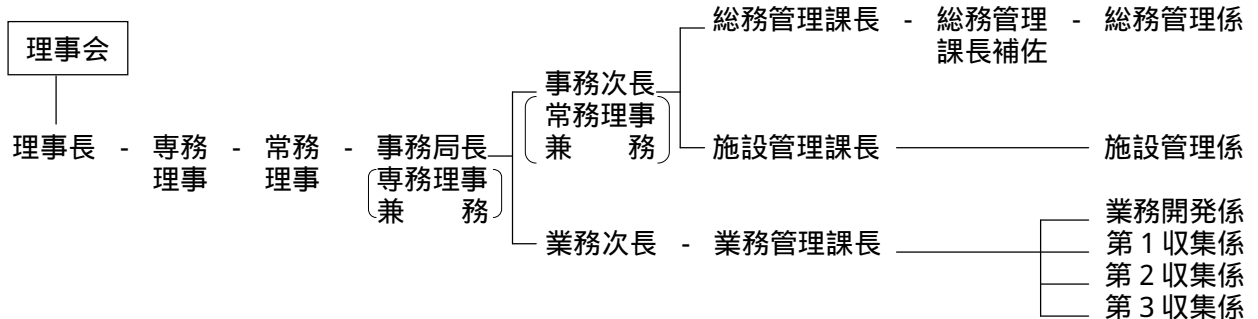 理事会
総務管理課長 - 総務管理課長補佐 - 総務管理係
理事長 - 専務理事 - 常務理事 - 事務局長（専務理事兼務）
事務次長（常務理事兼務）
施設管理課長 施設管理係
業務次長 - 業務管理課長
業務開発係
第1収集係
第2収集係
第3収集係